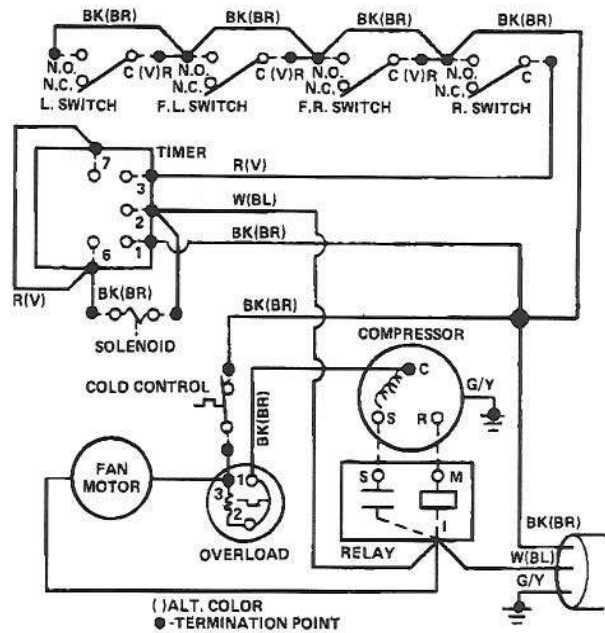 BK(BR) BK(BR) BK(BR) BK(BR)
N.O. C (V)R N.O. C (V)R N.O. C (V)R N.O. C
N.C. N.C. N.C. N.C.
L. SWITCH F.L. SWITCH F.R. SWITCH R. SWITCH
7 TIMER
R(V)
3
W(BL)
2
BK(BR)
6 1
R(V) BK(BR)
SOLENOID
BK(BR)
COMPRESSOR
COLD CONTROL
C
G/Y
BK(BR)
S R
FAN
MOTOR
1
3
2
S M
1
OVERLOAD
RELAY
BK(BR)
W(BL)
G/Y
( )ALT. COLOR
●-TERMINATION POINT